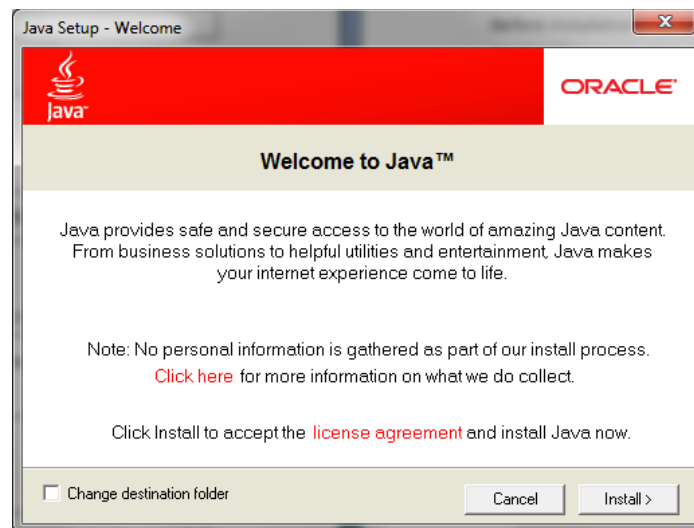 Java Setup - Welcome
Java™
ORACLE®
Welcome to Java™
Java provides safe and secure access to the world of amazing Java content.
From business solutions to helpful utilities and entertainment, Java makes
your internet experience come to life.
Note: No personal information is gathered as part of our install process.
Click here for more information on what we do collect.
Click Install to accept the license agreement and install Java now.
Change destination folder
Cancel
Install >